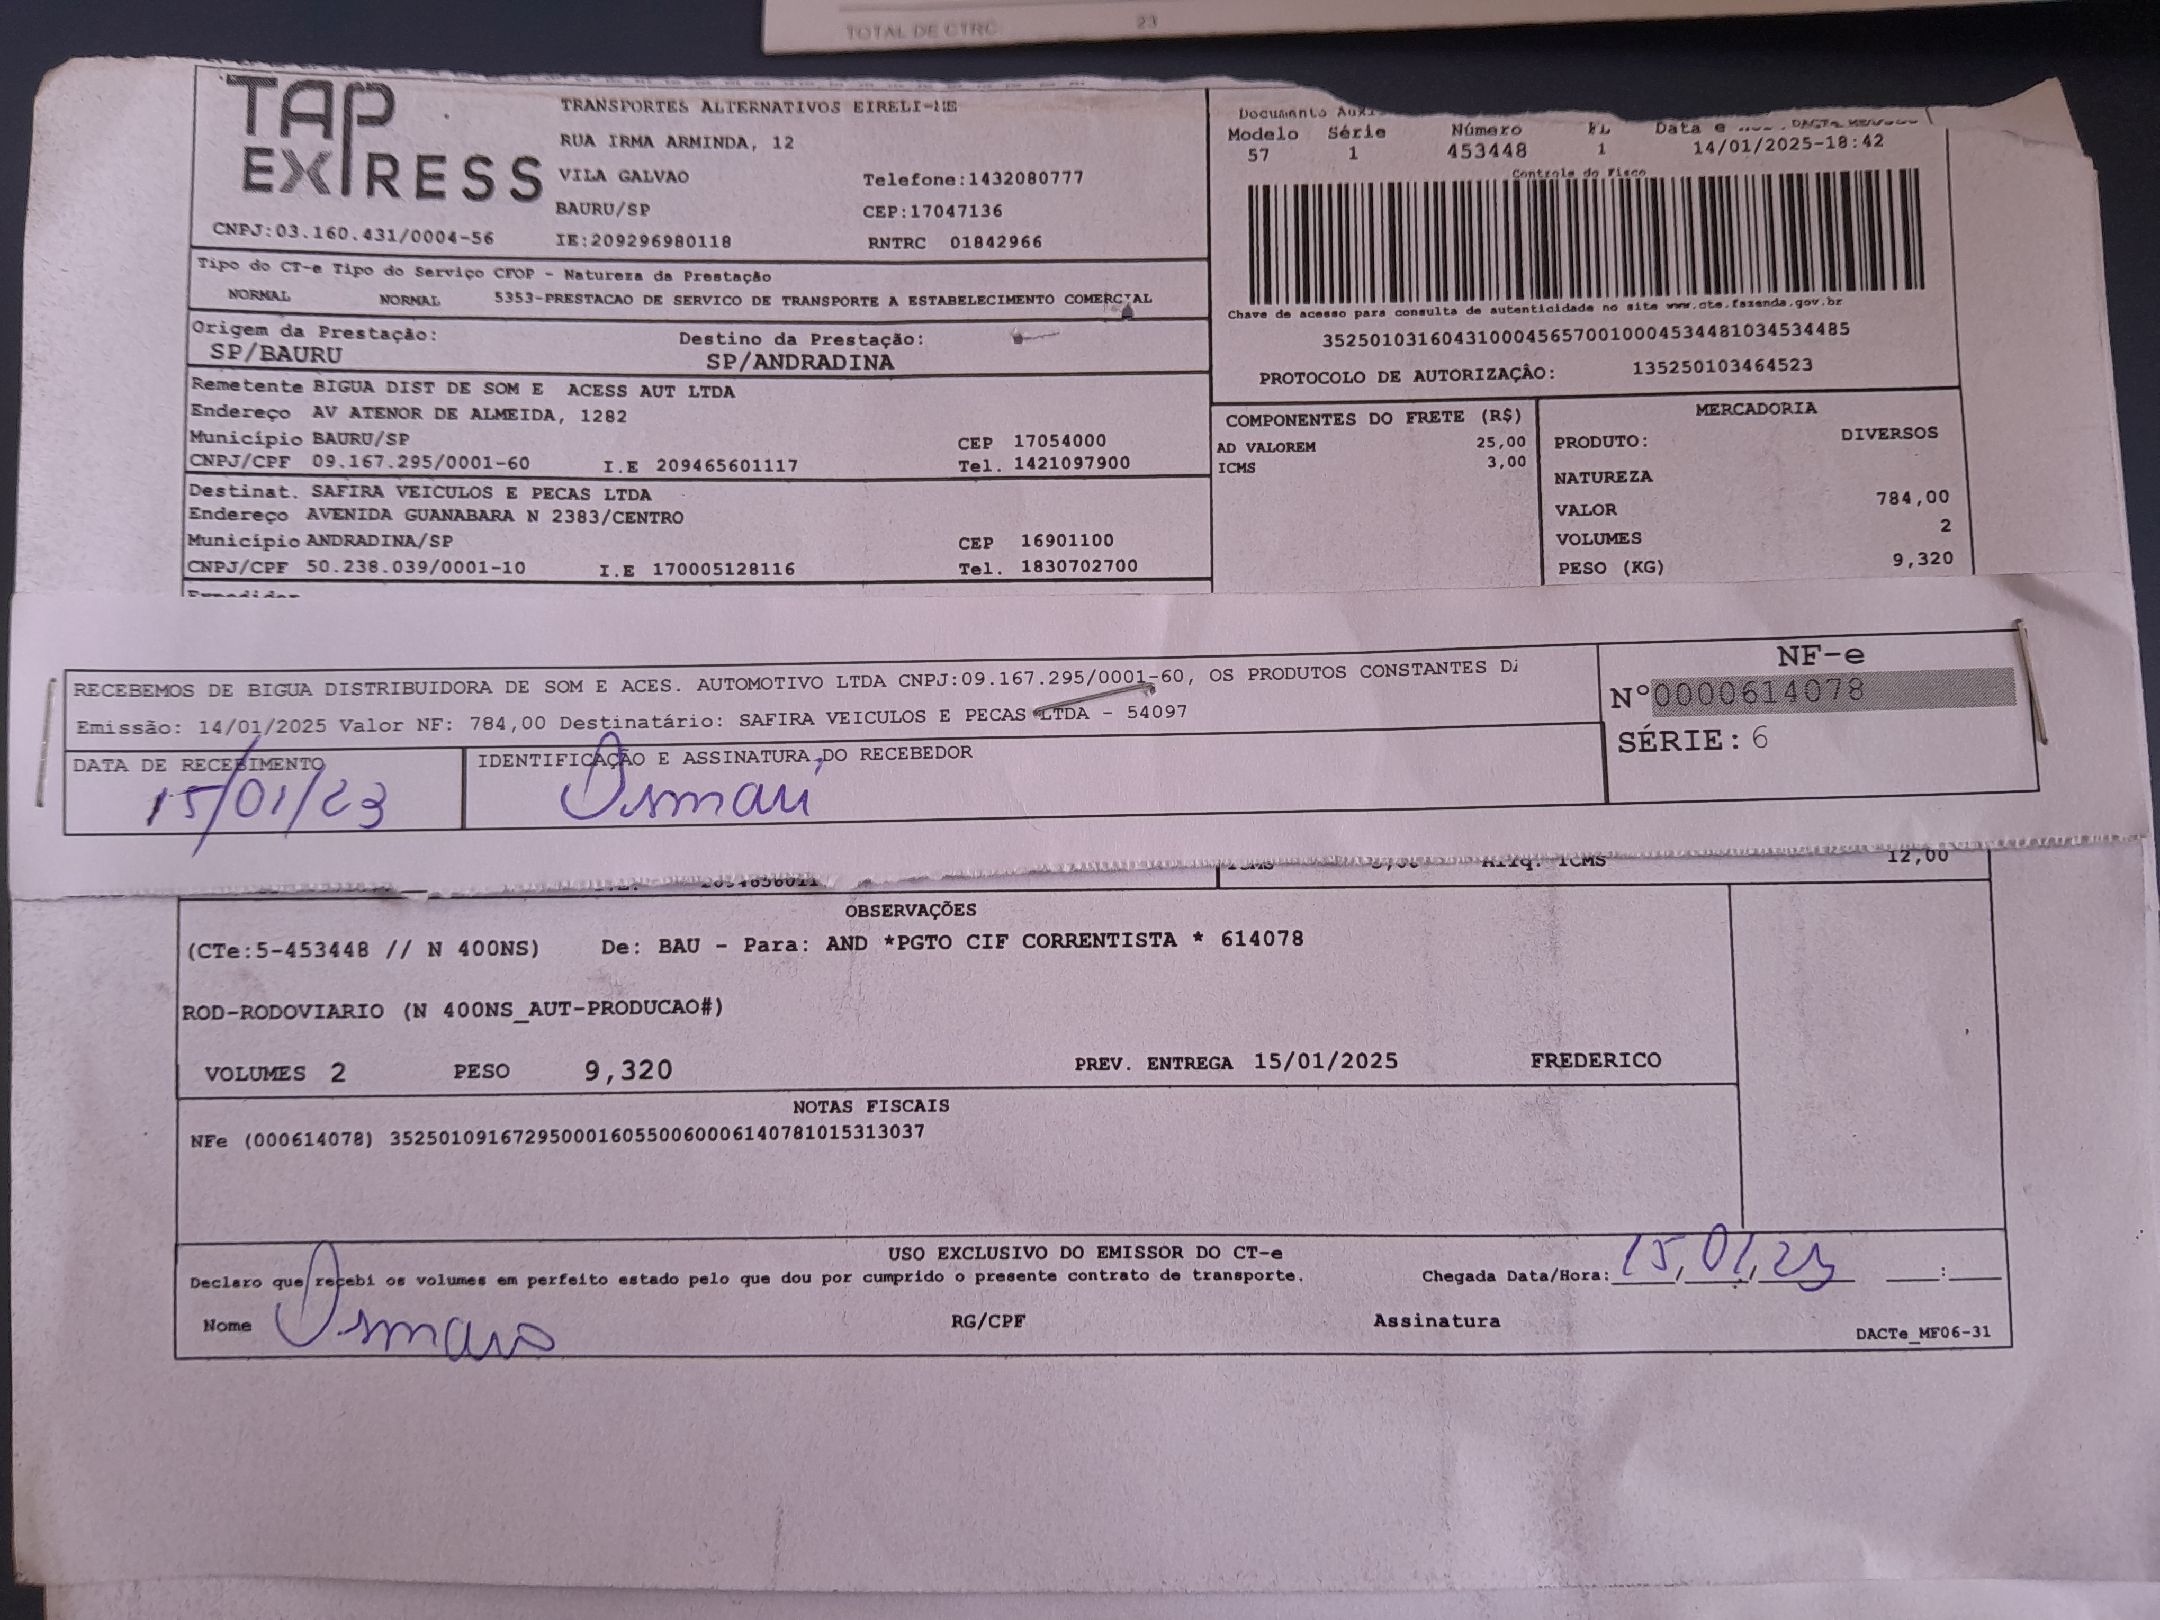 TOTAL DE CTRC 23
TAP EXPRESS
TRANSPORTES ALTERNATIVOS EIRELI-ME
RUA IRMA ARMINDA, 12
VILA GALVAO Telefone:1432080777
BAURU/SP CEP:17047136
CNPJ:03.160.431/0004-56 IE:209296980118 RNTRC 01842966
Documento
Modelo Série Número FL Data e
57 1 453448 1 14/01/2025-18:42
Controle do Fisco
Chave de acesso para consulta de autenticidade no site www.cte.fazenda.gov.br
35250103160431000456570010004534481034534485
PROTOCOLO DE AUTORIZAÇÂO: 135250103464523
Tipo do CT-e Tipo do Serviço CFOP - Natureza da Prestação
NORMAL NORMAL 5353-PRESTACAO DE SERVICO DE TRANSPORTE A ESTABELECIMENTO COMERCIAL
Origem da Prestação: Destino da Prestação:
SP/BAURU SP/ANDRADINA
Remetente BIGUA DIST DE SOM E ACESS AUT LTDA
Endereço AV ATENOR DE ALMEIDA, 1282
Município BAURU/SP CEP 17054000
CNPJ/CPF 09.167.295/0001-60 I.E 209465601117 Tel. 1421097900
Destinat. SAFIRA VEICULOS E PECAS LTDA
Endereço AVENIDA GUANABARA N 2383/CENTRO
Município ANDRADINA/SP CEP 16901100
CNPJ/CPF 50.238.039/0001-10 I.E 170005128116 Tel. 1830702700
Expedidor
COMPONENTES DO FRETE (R$)
AD VALOREM 25,00
ICMS 3,00
MERCADORIA
PRODUTO: DIVERSOS
NATUREZA
VALOR 784,00
VOLUMES 2
PESO (KG) 9,320
RECEBEMOS DE BIGUA DISTRIBUIDORA DE SOM E ACES. AUTOMOTIVO LTDA CNPJ:09.167.295/0001-60, OS PRODUTOS CONSTANTES
Emissão: 14/01/2025 Valor NF: 784,00 Destinatário: SAFIRA VEICULOS E PECAS LTDA - 54097
DATA DE RECEBIMENTO IDENTIFICAÇÃO E ASSINATURA DO RECEBEDOR
15/01/23
NF-e
Nº0000614078
SÉRIE: 6
ICMS 3,00 Aliq. ICMS 12,00
OBSERVAÇÕES
(CTe:5-453448 // N 400NS) De: BAU - Para: AND *PGTO CIF CORRENTISTA * 614078
ROD-RODOVIARIO (N 400NS_AUT-PRODUCAO#)
VOLUMES 2 PESO 9,320 PREV. ENTREGA 15/01/2025 FREDERICO
NOTAS FISCAIS
NFe (000614078) 35250109167295000160550060006140781015313037
USO EXCLUSIVO DO EMISSOR DO CT-e
Declaro que recebi os volumes em perfeito estado pelo que dou por cumprido o presente contrato de transporte. Chegada Data/Hora: 15,01,23 :
Nome RG/CPF Assinatura
DACTe_MF06-31